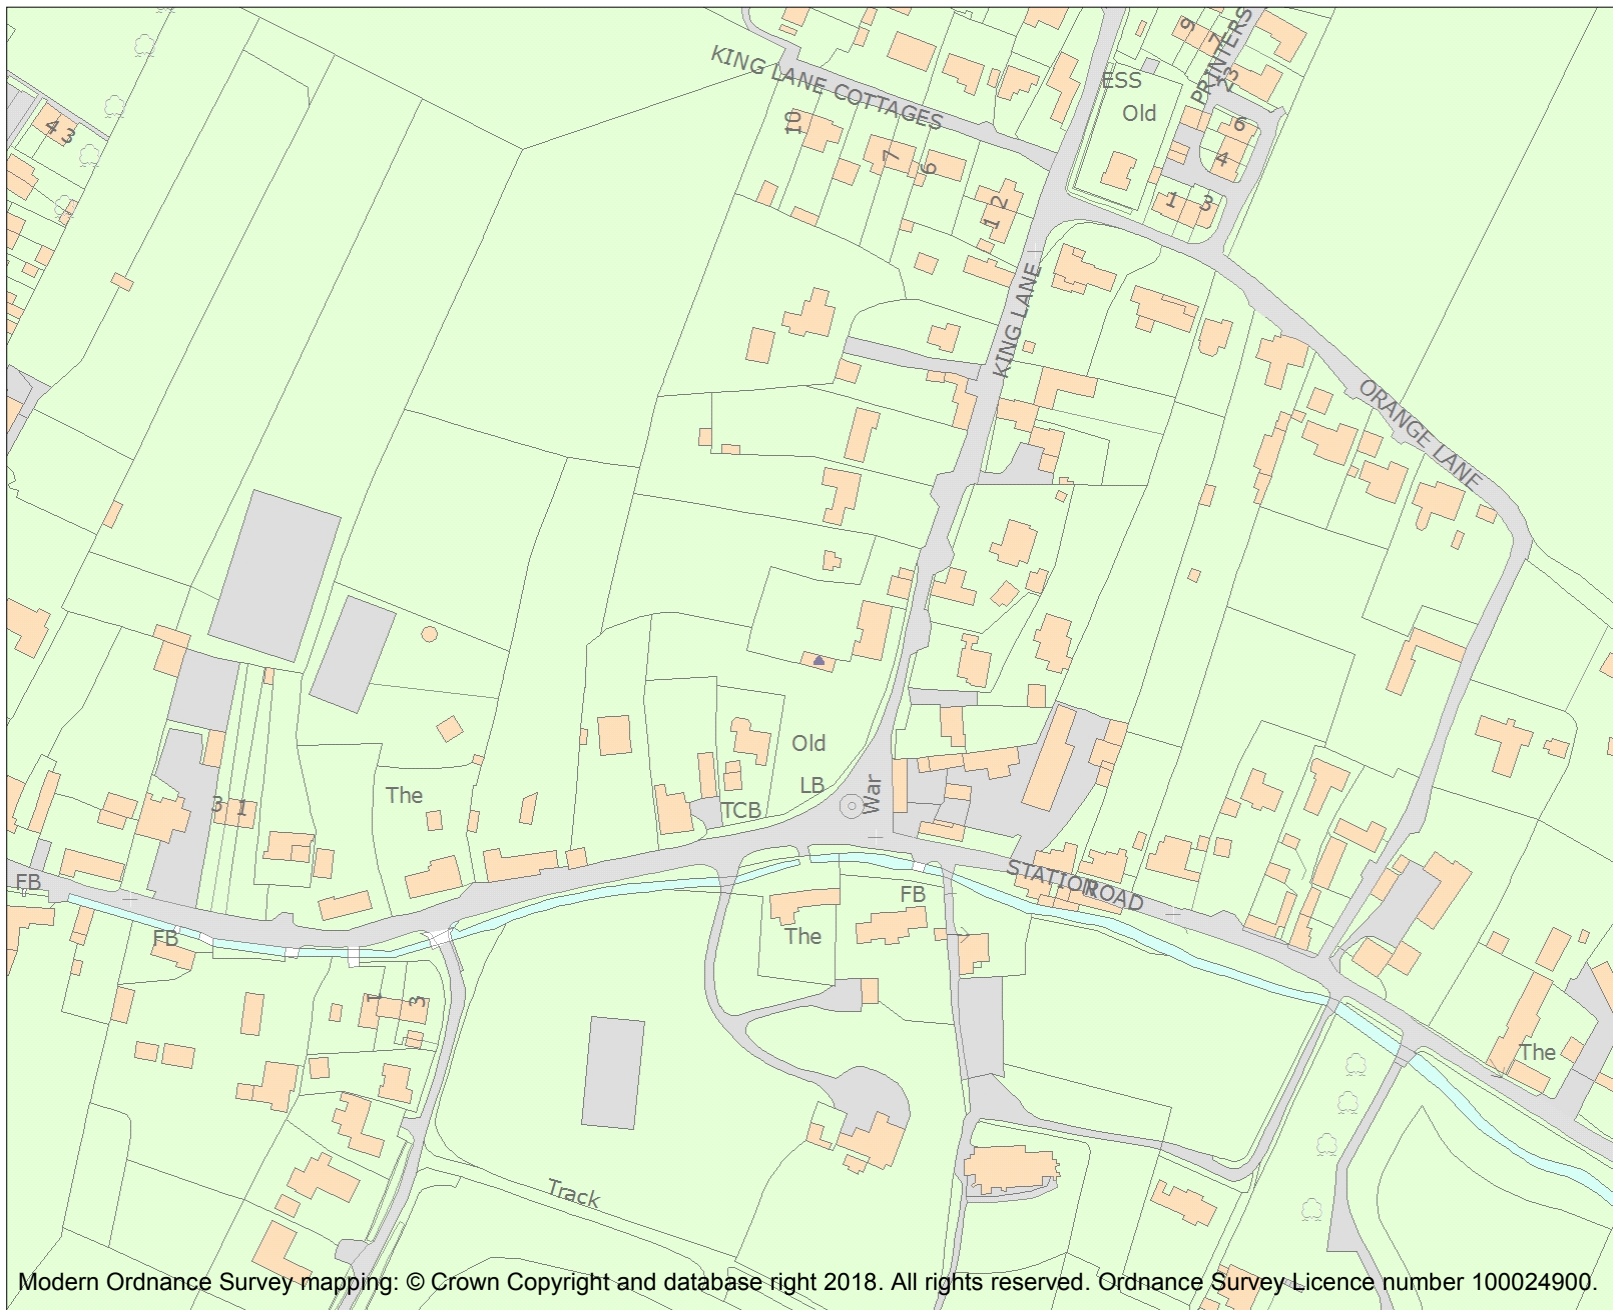 KING LANE COTTAGES
PRINTERS
9
7
23
ESS
Old
6
4
1 3
4 3
10
7
6
1 2
KING LANE
ORANGE LANE
Old
LB
War
TCB
The
3 1
STATION ROAD
FB
FB
FB
The
1 3
The
Track
Modern Ordnance Survey mapping: © Crown Copyright and database right 2018. All rights reserved. Ordnance Survey Licence number 100024900.